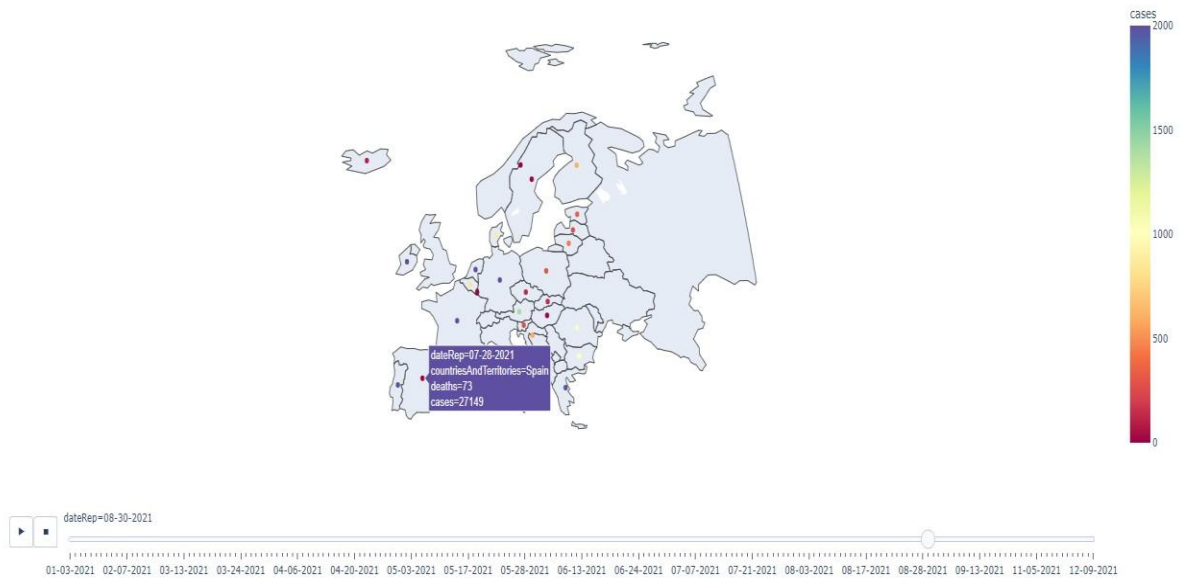 cases
2000
1500
1000
500
0
dateRep=07-28-2021
countriesAndTerritories=Spain
deaths=73
cases=27149
dateRep=08-30-2021
01-03-2021 02-07-2021 03-13-2021 03-24-2021 04-06-2021 04-20-2021 05-03-2021 05-17-2021 05-28-2021 06-13-2021 06-24-2021 07-07-2021 07-21-2021 08-03-2021 08-17-2021 08-28-2021 09-13-2021 11-05-2021 12-09-2021